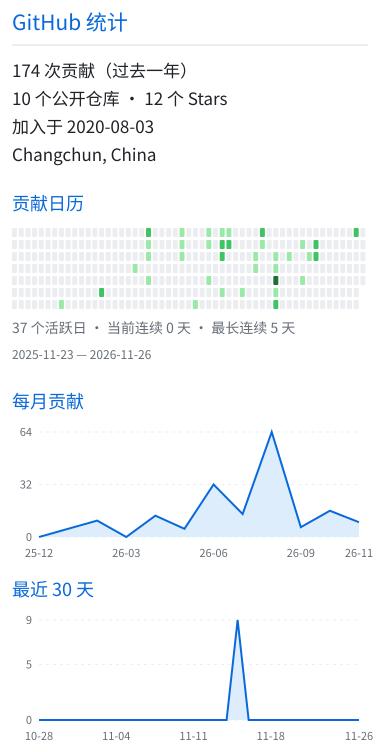 GitHub 统计
174 次贡献（过去一年）
10 个公开仓库 · 12 个 Stars
加入于 2020-08-03
Changchun, China
贡献日历
37 个活跃日 · 当前连续 0 天 · 最长连续 5 天
2025-11-23 — 2026-11-26
每月贡献
64
32
0
25-12 26-03 26-06 26-09 26-11
最近 30 天
9
5
0
10-28 11-04 11-11 11-18 11-26